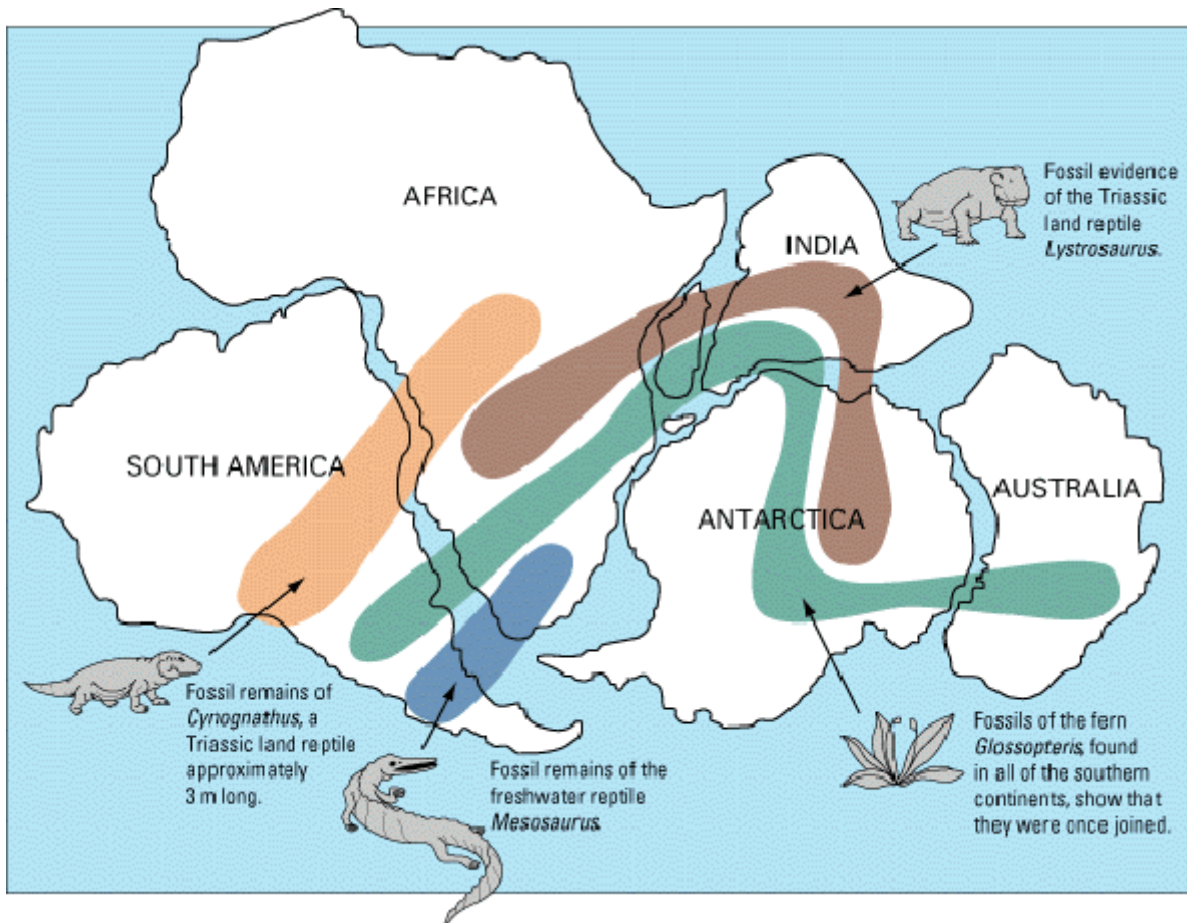 AFRICA
INDIA
Fossil evidence
of the Triassic
land reptile
Lystrosaurus.
SOUTH AMERICA
ANTARCTICA
AUSTRALIA
Fossil remains of
Cynognathus, a
Triassic land reptile
approximately
3 m long.
Fossil remains of the
freshwater reptile
Mesosaurus.
Fossils of the fern
Glossopteris, found
in all of the southern
continents, show that
they were once joined.